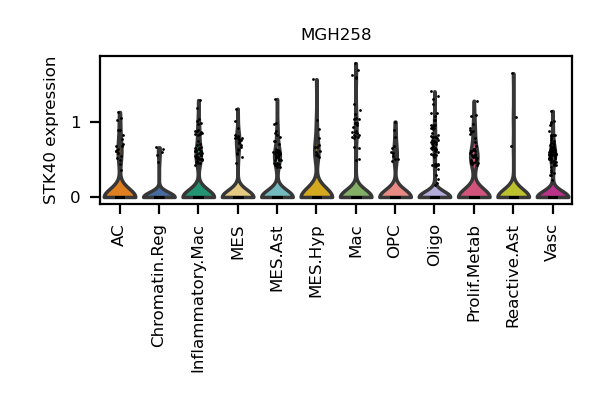 MGH258
STK40 expression
1
0
AC
Chromatin.Reg
Inflammatory.Mac
MES
MES.Ast
MES.Hyp
Mac
OPC
Oligo
Prolif.Metab
Reactive.Ast
Vasc